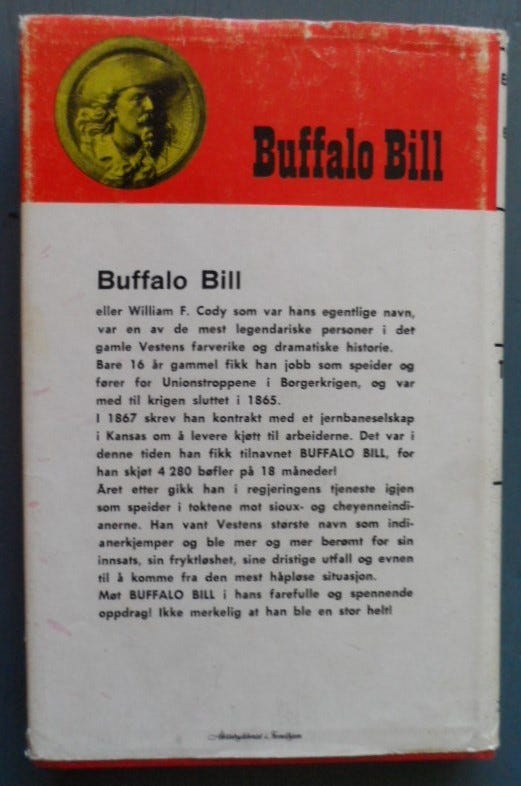 Buffalo Bill
Buffalo Bill
eller William F. Cody som var hans egentlige navn,
var en av de mest legendariske personer i det
gamle Vestens farverike og dramatiske historie.
Bare 16 år gammel fikk han jobb som speider og
fører for Unionstroppene i Borgerkrigen, og var
med til krigen sluttet i 1865.
I 1867 skrev han kontrakt med et jernbaneselskap
i Kansas om å levere kjøtt til arbeiderne. Det var i
denne tiden han fikk tilnavnet BUFFALO BILL, for
han skjøt 4 280 bøfler på 18 måneder!
Året etter gikk han i regjeringens tjeneste igjen
som speider i toktene mot sioux- og cheyenneindi-
anerne. Han vant Vestens største navn som indi-
anerkjemper og ble mer og mer berømt for sin
innsats, sin fryktløshet, sine dristige utfall og evnen
til å komme fra den mest håpløse situasjon.
Møt BUFFALO BILL i hans farefulle og spennende
oppdrag! Ikke merkelig at han ble en stor helt!